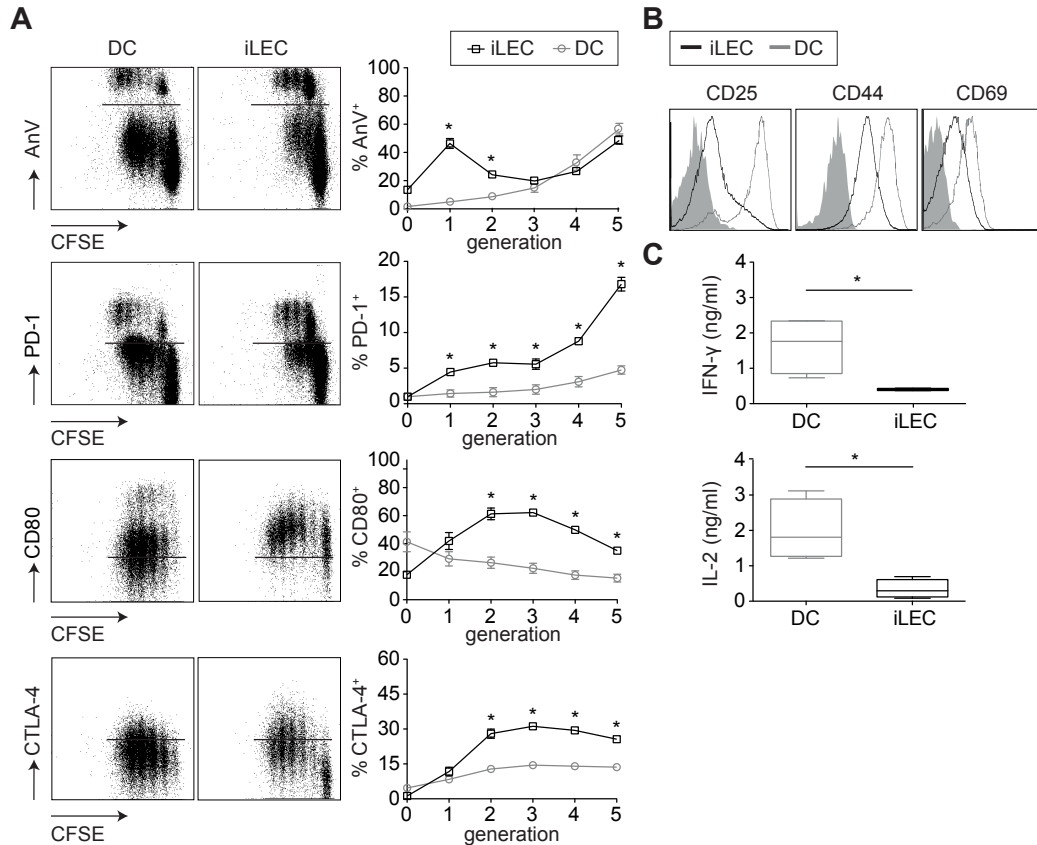 A
DC
iLEC
iLEC
DC
AnV
CFSE
% AnV⁺
100
80
60
40
20
0
*
*
0 1 2 3 4 5
generation
PD-1
CFSE
% PD-1⁺
20
15
10
5
0
*
*
*
*
*
0 1 2 3 4 5
generation
CD80
CFSE
% CD80⁺
100
80
60
40
20
0
*
*
*
*
0 1 2 3 4 5
generation
CTLA-4
CFSE
% CTLA-4⁺
60
45
30
15
0
*
*
*
*
0 1 2 3 4 5
generation
B
iLEC
DC
CD25
CD44
CD69
C
IFN-γ (ng/ml)
4
3
2
1
0
*
DC
iLEC
IL-2 (ng/ml)
4
3
2
1
0
*
DC
iLEC